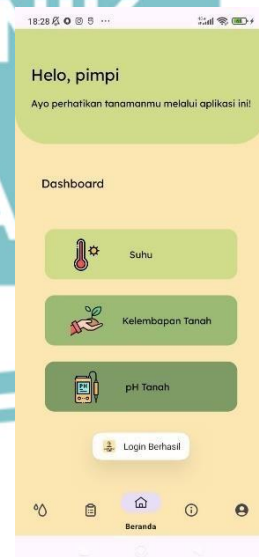 18:28
Helo, pimpi
Ayo perhatikan tanamanmu melalui aplikasi ini!
Dashboard
Suhu
Kelembapan Tanah
PH
pH Tanah
Login Berhasil
Beranda